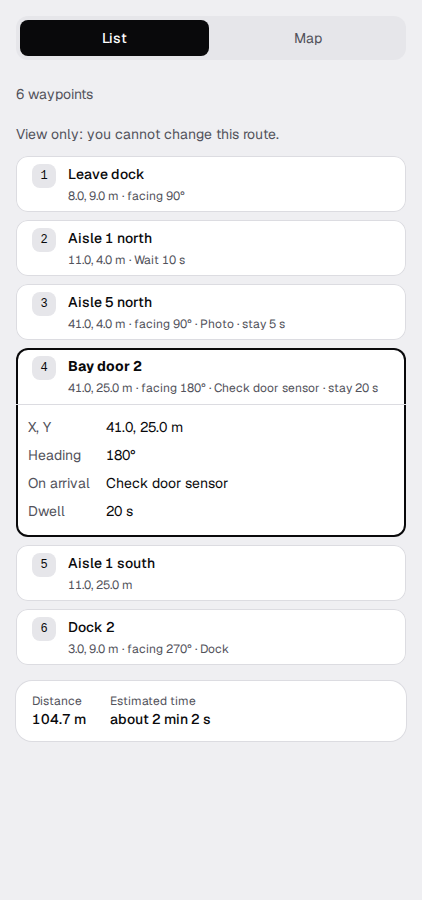 List Map
6 waypoints
View only: you cannot change this route.
1 Leave dock
8.0, 9.0 m · facing 90°
2 Aisle 1 north
11.0, 4.0 m · Wait 10 s
3 Aisle 5 north
41.0, 4.0 m · facing 90° · Photo · stay 5 s
4 Bay door 2
41.0, 25.0 m · facing 180° · Check door sensor · stay 20 s
X, Y 41.0, 25.0 m
Heading 180°
On arrival Check door sensor
Dwell 20 s
5 Aisle 1 south
11.0, 25.0 m
6 Dock 2
3.0, 9.0 m · facing 270° · Dock
Distance Estimated time
104.7 m about 2 min 2 s